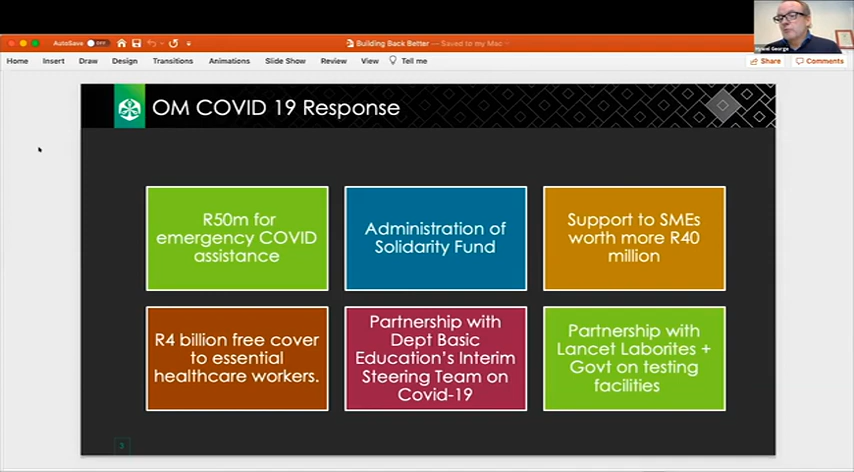 AutoSave
OFF
Building Back Better — Saved to my Mac
Home
Insert
Draw
Design
Transitions
Animations
Slide Show
Review
View
Tell me
Share
Comments
George
OM COVID 19 Response
R50m for
emergency COVID
assistance
Administration of
Solidarity Fund
Support to SMEs
worth more R40
million
R4 billion free cover
to essential
healthcare workers.
Partnership with
Dept Basic
Education's Interim
Steering Team on
Covid-19
Partnership with
Lancet Laborites +
Govt on testing
facilities
3